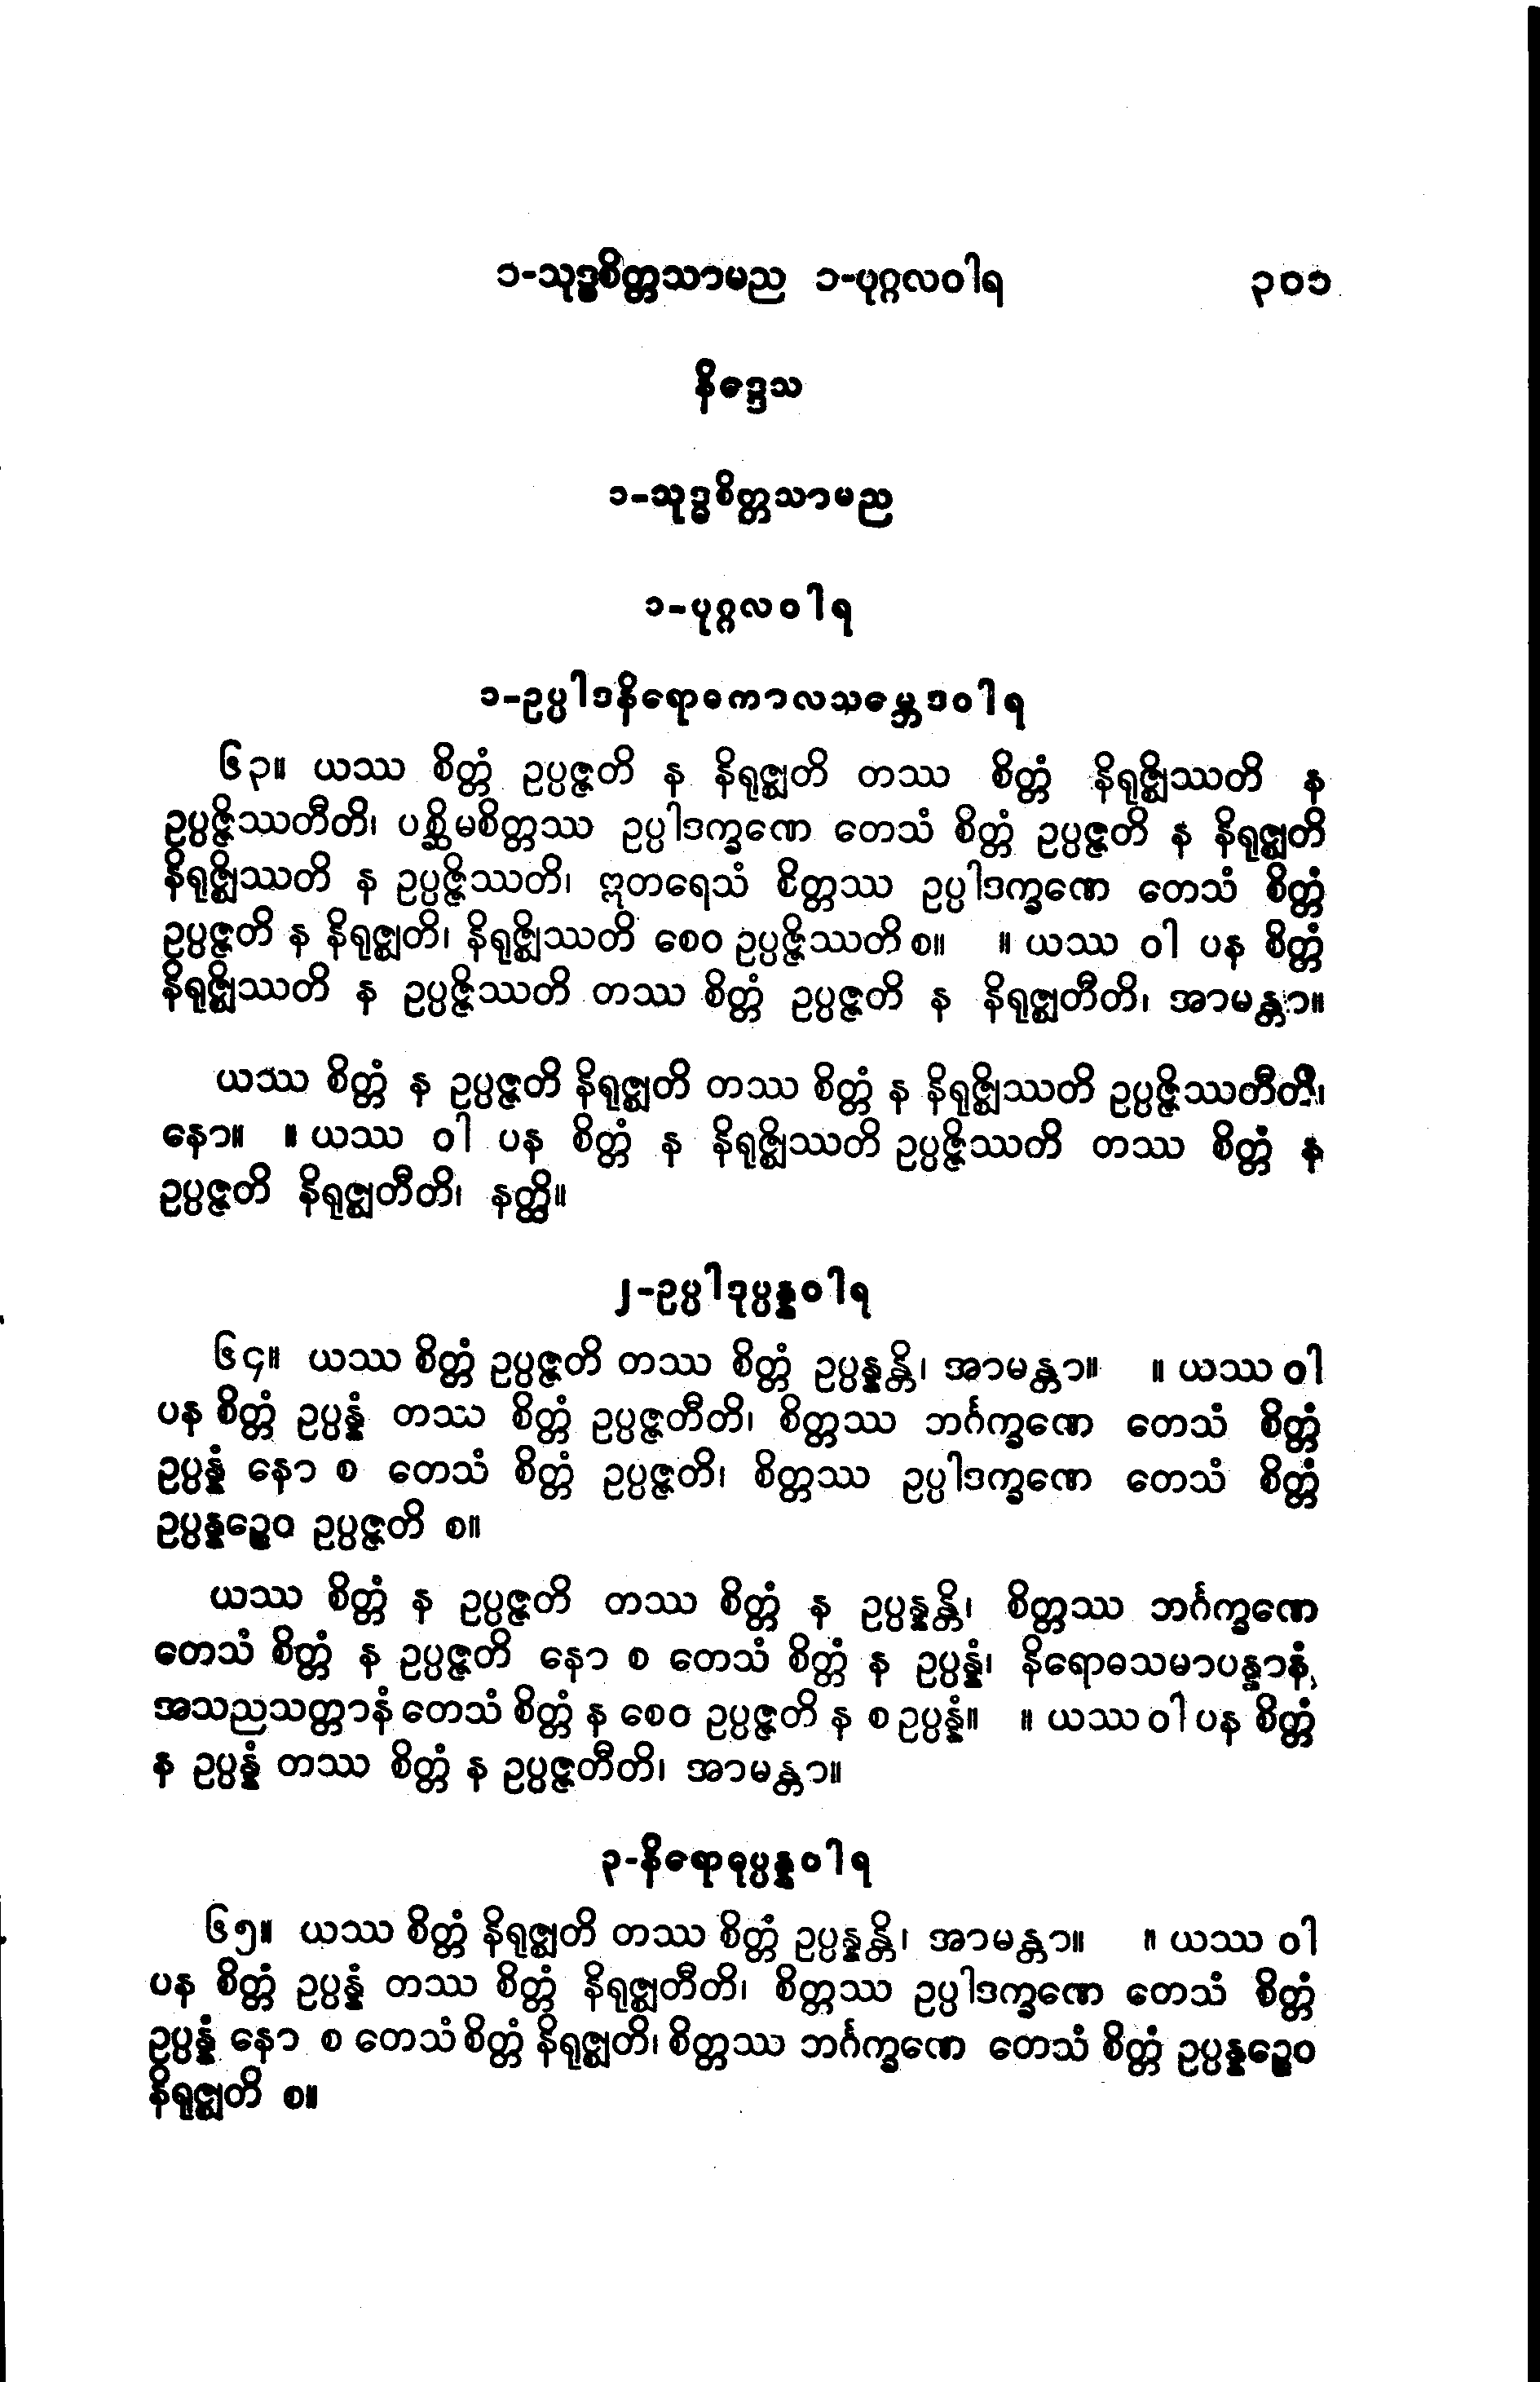 ၁-သုဒ္ဓစိတ္တသာမည ၁-ပုဂ္ဂလဝါရ ၃၀၁
နိဒ္ဒေသ
၁-သုဒ္ဓစိတ္တသာမည
၁-ပုဂ္ဂလဝါရ
၁-ဥပ္ပါဒနိရောဓကာလသမ္ဘေဒဝါရ
၆၃။ ယဿ စိတ္တံ ဥပ္ပဇ္ဇတိ န နိရုဇ္ဈတိ တဿ စိတ္တံ နိရုဇ္ဈိဿတိ န
ဥပ္ပဇ္ဇိဿတီတိ၊ ပစ္ဆိမစိတ္တဿ ဥပ္ပါဒက္ခဏေ တေသံ စိတ္တံ ဥပ္ပဇ္ဇတိ န နိရုဇ္ဈတိ
နိရုဇ္ဈိဿတိ န ဥပ္ပဇ္ဇိဿတိ၊ ဣတရေသံ စိတ္တဿ ဥပ္ပါဒက္ခဏေ တေသံ စိတ္တံ
ဥပ္ပဇ္ဇတိ န နိရုဇ္ဈတိ၊ နိရုဇ္ဈိဿတိ စေဝ ဥပ္ပဇ္ဇိဿတိ စ။ ။ ယဿ ဝါ ပန စိတ္တံ
နိရုဇ္ဈိဿတိ န ဥပ္ပဇ္ဇိဿတိ တဿ စိတ္တံ ဥပ္ပဇ္ဇတိ န နိရုဇ္ဈတီတိ၊ အာမန္တာ။
ယဿ စိတ္တံ န ဥပ္ပဇ္ဇတိ နိရုဇ္ဈတိ တဿ စိတ္တံ န နိရုဇ္ဈိဿတိ ဥပ္ပဇ္ဇိဿတီတိ၊
နော။ ။ ယဿ ဝါ ပန စိတ္တံ န နိရုဇ္ဈိဿတိ ဥပ္ပဇ္ဇိဿတိ တဿ စိတ္တံ န
ဥပ္ပဇ္ဇတိ နိရုဇ္ဈတီတိ၊ နတ္ထိ။
၂-ဥပ္ပါဒုပ္ပန္နဝါရ
၆၄။ ယဿ စိတ္တံ ဥပ္ပဇ္ဇတိ တဿ စိတ္တံ ဥပ္ပန္နန္တိ၊ အာမန္တာ။ ။ ယဿ ဝါ
ပန စိတ္တံ ဥပ္ပန္နံ တဿ စိတ္တံ ဥပ္ပဇ္ဇတီတိ၊ စိတ္တဿ ဘင်္ဂက္ခဏေ တေသံ စိတ္တံ
ဥပ္ပန္နံ နော စ တေသံ စိတ္တံ ဥပ္ပဇ္ဇတိ၊ စိတ္တဿ ဥပ္ပါဒက္ခဏေ တေသံ စိတ္တံ
ဥပ္ပန္နဉ္စေဝ ဥပ္ပဇ္ဇတိ စ။
ယဿ စိတ္တံ န ဥပ္ပဇ္ဇတိ တဿ စိတ္တံ န ဥပ္ပန္နန္တိ၊ စိတ္တဿ ဘင်္ဂက္ခဏေ
တေသံ စိတ္တံ န ဥပ္ပဇ္ဇတိ နော စ တေသံ စိတ္တံ န ဥပ္ပန္နံ၊ နိရောဓသမာပန္နာနံ,
အသညသတ္တာနံ တေသံ စိတ္တံ န စေဝ ဥပ္ပဇ္ဇတိ န စ ဥပ္ပန္နံ။ ။ ယဿ ဝါ ပန စိတ္တံ
န ဥပ္ပန္နံ တဿ စိတ္တံ န ဥပ္ပဇ္ဇတီတိ၊ အာမန္တာ။
၃-နိရောဓုပ္ပန္နဝါရ
၆၅။ ယဿ စိတ္တံ နိရုဇ္ဈတိ တဿ စိတ္တံ ဥပ္ပန္နန္တိ၊ အာမန္တာ။ ။ ယဿ ဝါ
ပန စိတ္တံ ဥပ္ပန္နံ တဿ စိတ္တံ နိရုဇ္ဈတီတိ၊ စိတ္တဿ ဥပ္ပါဒက္ခဏေ တေသံ စိတ္တံ
ဥပ္ပန္နံ နော စ တေသံ စိတ္တံ နိရုဇ္ဈတိ၊ စိတ္တဿ ဘင်္ဂက္ခဏေ တေသံ စိတ္တံ ဥပ္ပန္နဉ္စေဝ
နိရုဇ္ဈတိ စ။